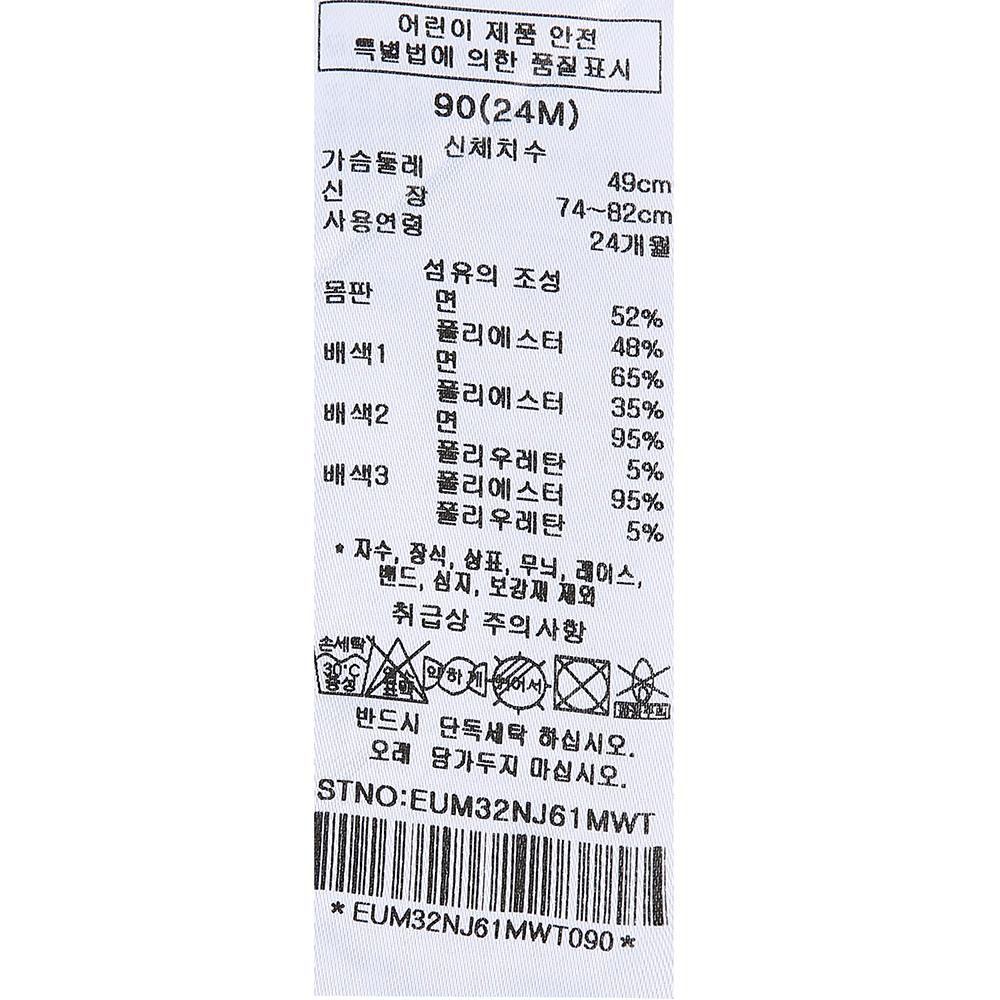 어린이 제품 안전
특별법에 의한 품질표시
90(24M)
신체치수
가슴둘레 49cm
신 장 74~82cm
사용연령 24개월
섬유의 조성
몸판 면 52%
폴리에스터 48%
배색1 면 65%
폴리에스터 35%
배색2 면 95%
폴리우레탄 5%
배색3 폴리에스터 95%
폴리우레탄 5%
* 자수, 장식, 상표, 무늬, 레이스,
밴드, 심지, 보강재 제외
취급상 주의사항
손세탁
30°C 약하게 뉘어서
중성 표백
반드시 단독세탁 하십시오.
오래 담가두지 마십시오.
STNO:EUM32NJ61MWT
*EUM32NJ61MWT090*